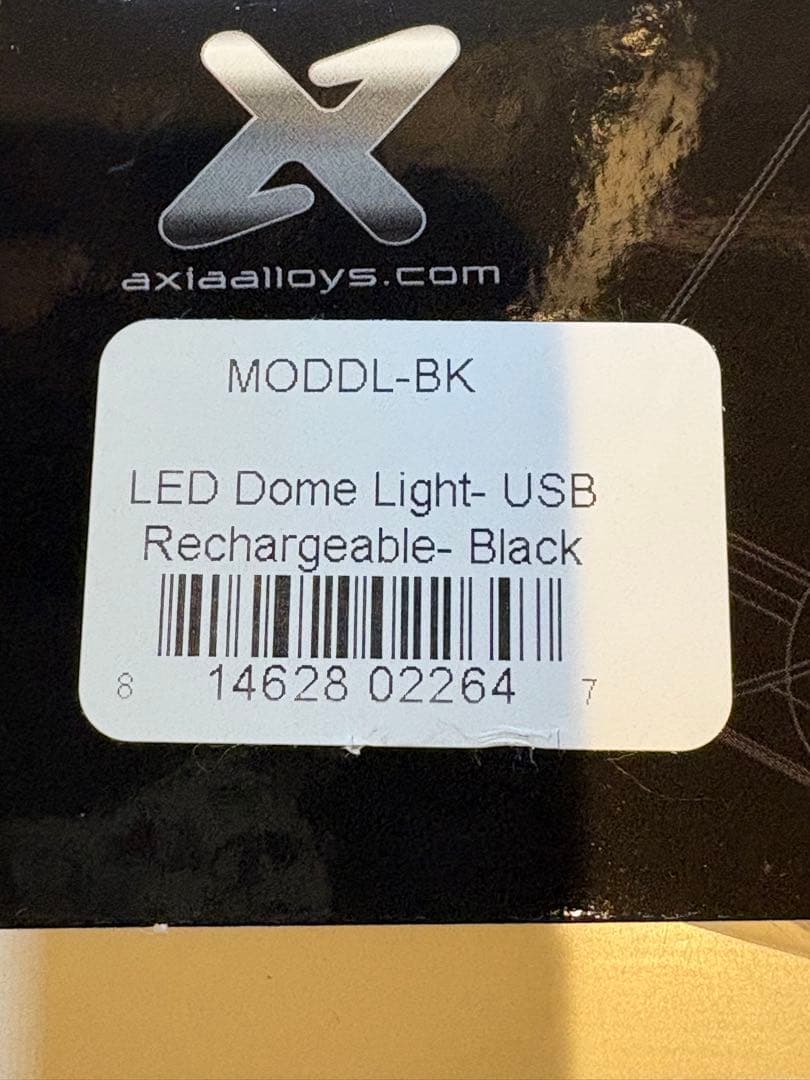 axiaalloys.com
MODDL-BK
LED Dome Light- USB
Rechargeable- Black
8 14628 02264 7